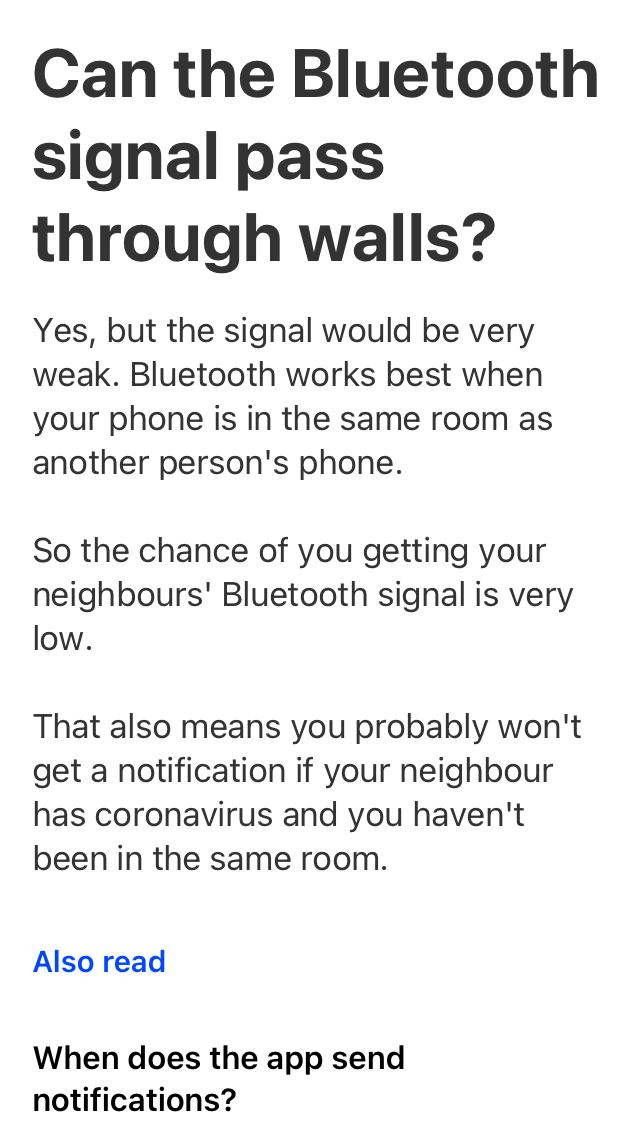 Can the Bluetooth
signal pass
through walls?
Yes, but the signal would be very
weak. Bluetooth works best when
your phone is in the same room as
another person's phone.
So the chance of you getting your
neighbours' Bluetooth signal is very
low.
That also means you probably won't
get a notification if your neighbour
has coronavirus and you haven't
been in the same room.
Also read
When does the app send
notifications?